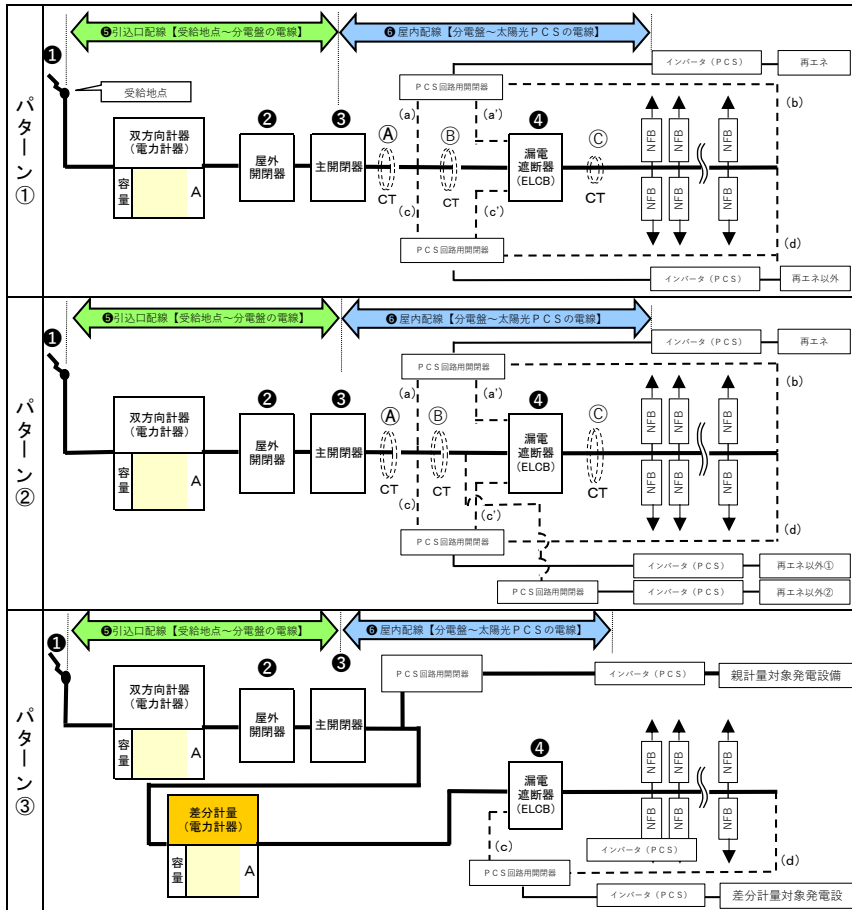 パターン①
❺引込口配線【受給地点～分電盤の電線】
❻屋内配線【分電盤～太陽光ＰＣＳの電線】
❶
受給地点
双方向計器
（電力計器）
容量
A
❷
屋外
開閉器
❸
主開閉器
Ⓐ
CT
Ⓑ
CT
ＰＣＳ回路用開閉器
(a)
(a')
(c)
(c')
❹
漏電
遮断器
(ELCB)
Ⓒ
CT
ＰＣＳ回路用開閉器
インバータ（PCS）
再エネ
(b)
NFB
NFB
NFB
NFB
NFB
NFB
(d)
インバータ（PCS）
再エネ以外
パターン②
❺引込口配線【受給地点～分電盤の電線】
❻屋内配線【分電盤～太陽光ＰＣＳの電線】
❶
双方向計器
（電力計器）
容量
A
❷
屋外
開閉器
❸
主開閉器
Ⓐ
CT
Ⓑ
CT
ＰＣＳ回路用開閉器
(a)
(a')
(c)
(c')
❹
漏電
遮断器
(ELCB)
Ⓒ
CT
ＰＣＳ回路用開閉器
インバータ（PCS）
再エネ
(b)
NFB
NFB
NFB
NFB
NFB
NFB
(d)
インバータ（PCS）
再エネ以外①
ＰＣＳ回路用開閉器
インバータ（PCS）
再エネ以外②
パターン③
❺引込口配線【受給地点～分電盤の電線】
❻屋内配線【分電盤～太陽光ＰＣＳの電線】
❶
双方向計器
（電力計器）
容量
A
❷
屋外
開閉器
❸
主開閉器
ＰＣＳ回路用開閉器
インバータ（PCS）
親計量対象発電設備
差分計量
（電力計器）
容量
A
❹
漏電
遮断器
(ELCB)
(c)
ＰＣＳ回路用開閉器
NFB
NFB
NFB
NFB
NFB
NFB
インバータ（PCS）
(d)
インバータ（PCS）
差分計量対象発電設